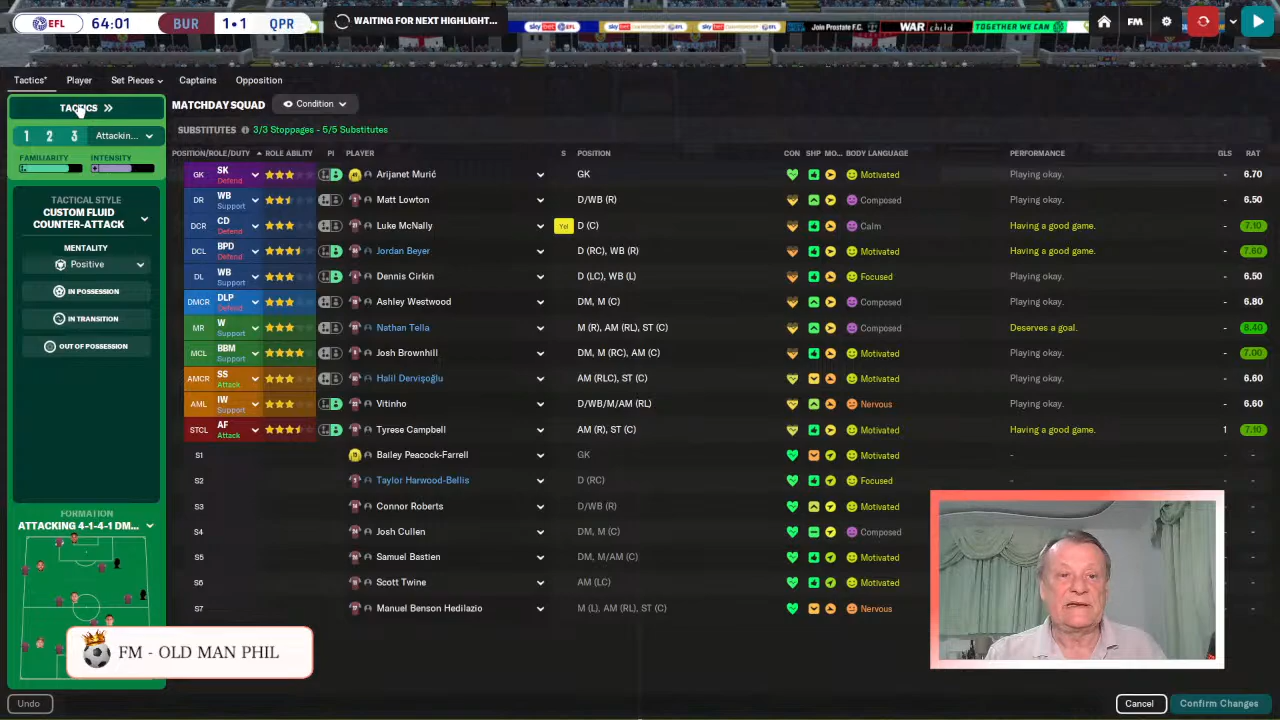 EFL 64:01 BUR 1 - 1 QPR WAITING FOR NEXT HIGHLIGHT... FM
sky bet EFL Join Prostate F.C. WAR child TOGETHER WE CAN
Tactics* Player Set Pieces Captains Opposition
TACTICS
1 2 3 Attackin...
FAMILIARITY INTENSITY
TACTICAL STYLE
CUSTOM FLUID
COUNTER-ATTACK
MENTALITY
Positive
IN POSSESSION
IN TRANSITION
OUT OF POSSESSION
FORMATION
ATTACKING 4-1-4-1 DM...
MATCHDAY SQUAD Condition
SUBSTITUTES 3/3 Stoppages - 5/5 Substitutes
POSITION/ROLE/DUTY ROLE ABILITY PI PLAYER S POSITION CON SHP MO... BODY LANGUAGE PERFORMANCE GLS RAT
GK SK Defend Arijanet Murić GK Motivated Playing okay. - 6.70
DR WB Support Matt Lowton D/WB (R) Composed Playing okay. - 6.50
DCR CD Defend Luke McNally Yel D (C) Calm Having a good game. - 7.10
DCL BPD Defend Jordan Beyer D (RC), WB (R) Motivated Having a good game. - 7.60
DL WB Support Dennis Cirkin D (LC), WB (L) Focused Playing okay. - 6.50
DMCR DLP Defend Ashley Westwood DM, M (C) Composed Playing okay. - 6.80
MR W Support Nathan Tella M (R), AM (RL), ST (C) Composed Deserves a goal. - 8.40
MCL BBM Support Josh Brownhill DM, M (RC), AM (C) Motivated Playing okay. - 7.00
AMCR SS Attack Halil Dervişoğlu AM (RLC), ST (C) Motivated Playing okay. - 6.60
AML IW Support Vitinho D/WB/M/AM (RL) Nervous Playing okay. - 6.60
STCL AF Attack Tyrese Campbell AM (R), ST (C) Motivated Having a good game. 1 7.10
S1 Bailey Peacock-Farrell GK Motivated - -
S2 Taylor Harwood-Bellis D (RC) Focused - -
S3 Connor Roberts D/WB (R) Motivated
S4 Josh Cullen DM, M (C) Composed
S5 Samuel Bastien DM, M/AM (C) Motivated
S6 Scott Twine AM (LC) Motivated
S7 Manuel Benson Hedilazio M (L), AM (RL), ST (C) Nervous
FM - OLD MAN PHIL
Undo Cancel Confirm Changes